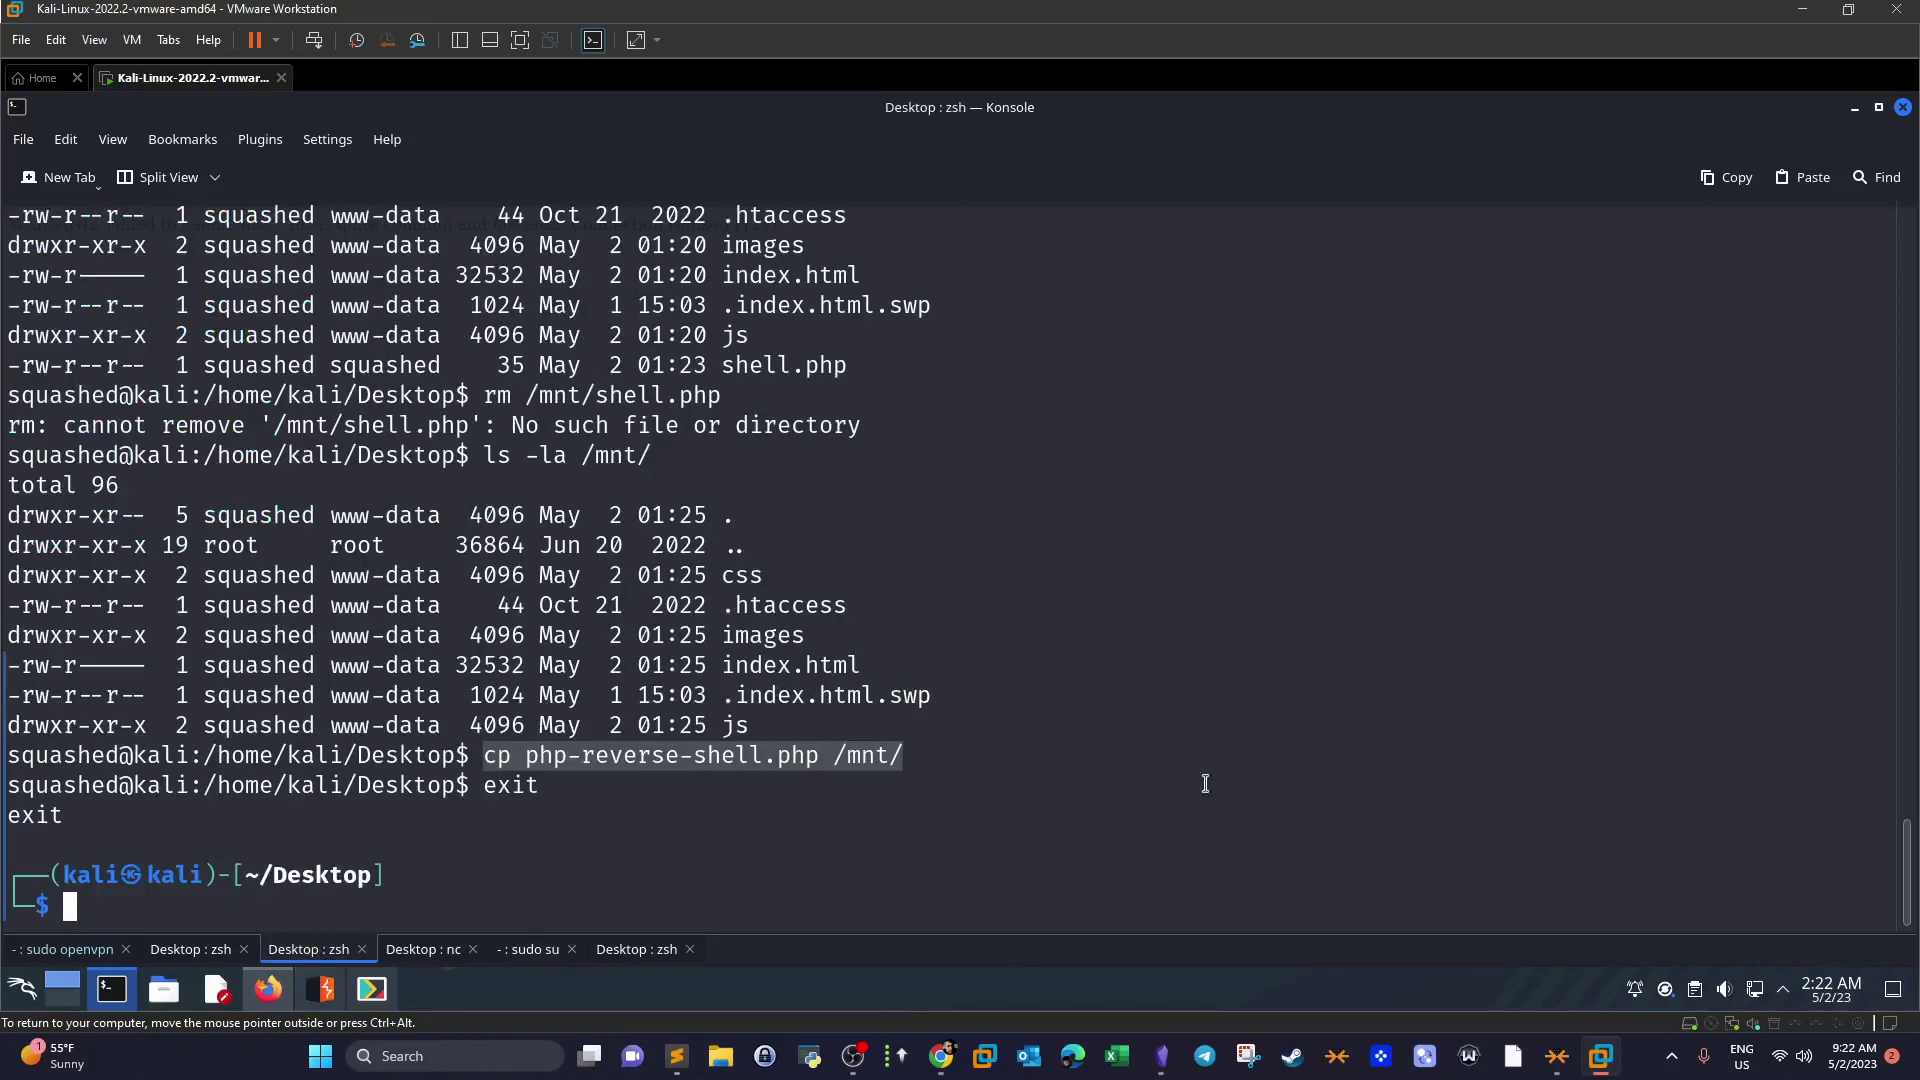 Kali-Linux-2022.2-vmware-amd64 - VMware Workstation
File Edit View VM Tabs Help
Home Kali-Linux-2022.2-vmwar...
Desktop : zsh — Konsole
File Edit View Bookmarks Plugins Settings Help
New Tab Split View Copy Paste Find
-rw-r--r-- 1 squashed www-data 44 Oct 21 2022 .htaccess
drwxr-xr-x 2 squashed www-data 4096 May 2 01:20 images
-rw-r----- 1 squashed www-data 32532 May 2 01:20 index.html
-rw-r--r-- 1 squashed www-data 1024 May 1 15:03 .index.html.swp
drwxr-xr-x 2 squashed www-data 4096 May 2 01:20 js
-rw-r--r-- 1 squashed squashed 35 May 2 01:23 shell.php
squashed@kali:/home/kali/Desktop$ rm /mnt/shell.php
rm: cannot remove '/mnt/shell.php': No such file or directory
squashed@kali:/home/kali/Desktop$ ls -la /mnt/
total 96
drwxr-xr-- 5 squashed www-data 4096 May 2 01:25 .
drwxr-xr-x 19 root root 36864 Jun 20 2022 ..
drwxr-xr-x 2 squashed www-data 4096 May 2 01:25 css
-rw-r--r-- 1 squashed www-data 44 Oct 21 2022 .htaccess
drwxr-xr-x 2 squashed www-data 4096 May 2 01:25 images
-rw-r----- 1 squashed www-data 32532 May 2 01:25 index.html
-rw-r--r-- 1 squashed www-data 1024 May 1 15:03 .index.html.swp
drwxr-xr-x 2 squashed www-data 4096 May 2 01:25 js
squashed@kali:/home/kali/Desktop$ cp php-reverse-shell.php /mnt/
squashed@kali:/home/kali/Desktop$ exit
exit
(kali㉿kali)-[~/Desktop]
$
- : sudo openvpn Desktop : zsh Desktop : zsh Desktop : nc - : sudo su Desktop : zsh
2:22 AM
5/2/23
To return to your computer, move the mouse pointer outside or press Ctrl+Alt.
1 55°F
Sunny
Search
ENG
US
9:22 AM
5/2/2023
2